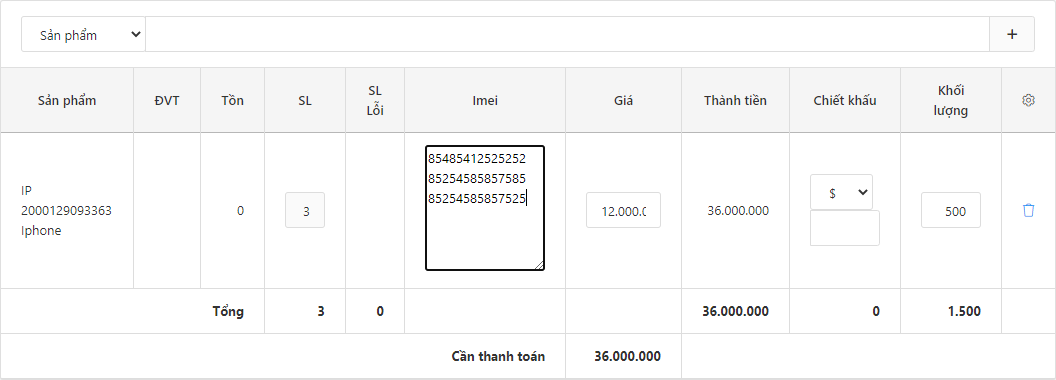 Sản phẩm
+
Sản phẩm ĐVT Tồn SL SL Lỗi Imei Giá Thành tiền Chiết khấu Khối lượng
IP
2000129093363
Iphone
0
3
85485412525252
85254585857585
85254585857525
12.000.0
36.000.000
$
500
Tổng 3 0 36.000.000 0 1.500
Cần thanh toán 36.000.000